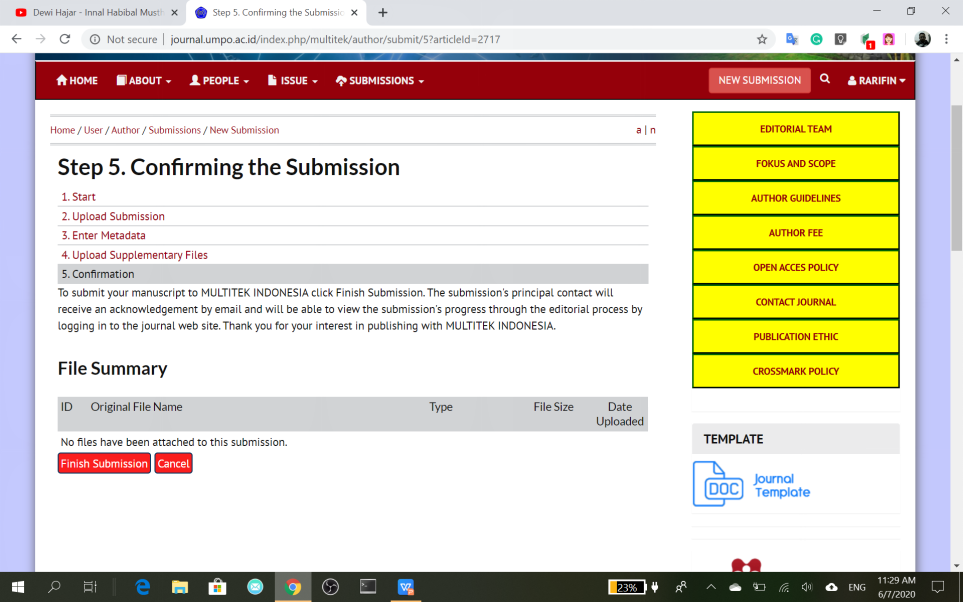 Dewi Hajar - Innal Habibal Musth
Step 5. Confirming the Submissio
Not secure
journal.umpo.ac.id/index.php/multitek/author/submit/5?articleId=2717
1
HOME
ABOUT
PEOPLE
ISSUE
SUBMISSIONS
NEW SUBMISSION
RARIFIN
Home / User / Author / Submissions / New Submission
a | n
Step 5. Confirming the Submission
1. Start
2. Upload Submission
3. Enter Metadata
4. Upload Supplementary Files
5. Confirmation
To submit your manuscript to MULTITEK INDONESIA click Finish Submission. The submission's principal contact will
receive an acknowledgement by email and will be able to view the submission's progress through the editorial process by
logging in to the journal web site. Thank you for your interest in publishing with MULTITEK INDONESIA.
File Summary
ID Original File Name Type File Size Date
Uploaded
No files have been attached to this submission.
Finish Submission Cancel
EDITORIAL TEAM
FOKUS AND SCOPE
AUTHOR GUIDELINES
AUTHOR FEE
OPEN ACCES POLICY
CONTACT JOURNAL
PUBLICATION ETHIC
CROSSMARK POLICY
TEMPLATE
DOC
Journal
Template
23%
ENG
11:29 AM
6/7/2020